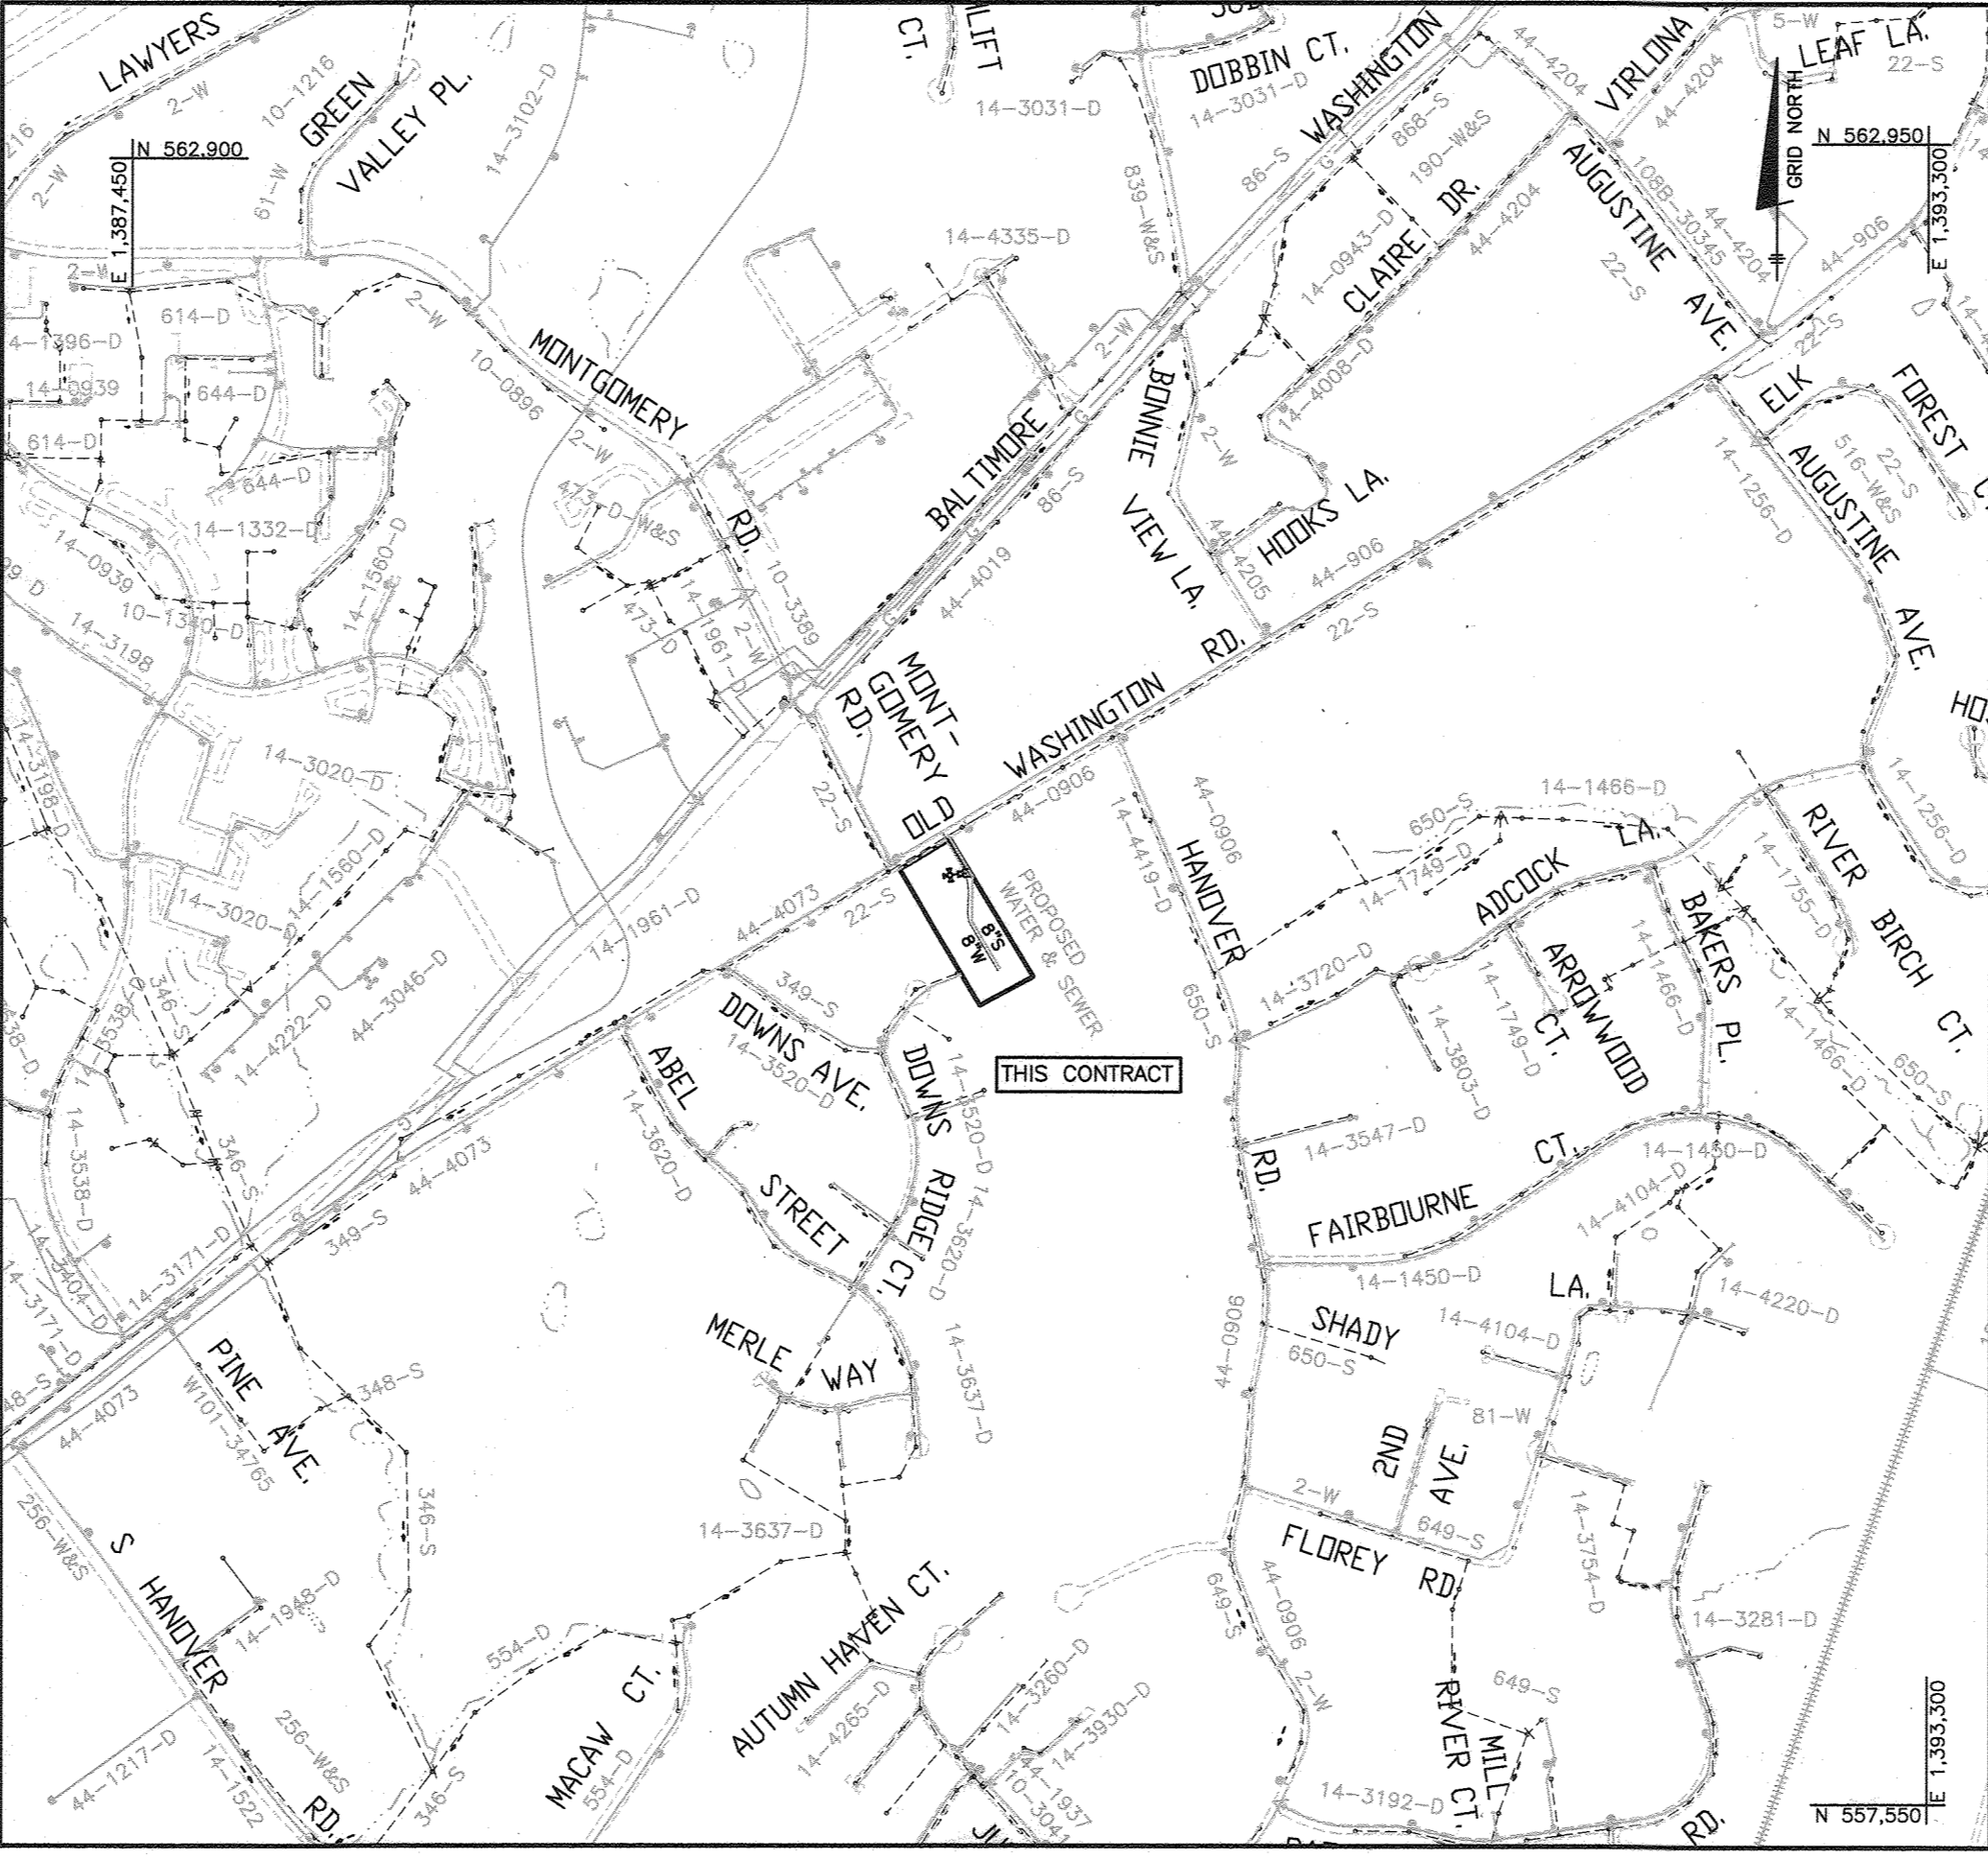 LAWYERS
2-W
10-1216
GREEN
VALLEY PL.
14-3102-D
CT.
14-3031-D
DOBBIN CT.
14-3031-D
WASHINGTON
44-4204
VIRLONA
44-4204
5-W
LEAF LA.
22-S
2-W
N 562,900
E 1,387,450
61-W
839-W&S
86-S
G
868-S
190-W&S
AUGUSTINE
AVE.
108B-30345
44-4204
22-S
GRID NORTH
N 562,950
E 1,393,300
44-906
22-S
2-W
614-D
2-W
14-4335-D
14-0943-D
CLAIRE DR.
44-4204
14-0939
644-D
614-D
644-D
10-0896
MONTGOMERY
RD.
2-W
2-W
BALTIMORE
G
86-S
BONNIE
VIEW LA.
2-W
14-4008-D
HOOKS LA.
44-4205
ELK
FOREST
AUGUSTINE
AVE.
14-1256-D
22-S
516-W&S
14-1332-D
14-0939
10-1340-D
14-3198
14-1560-D
473-D-W&S
473-D
14-1961-D
2-W
10-3389
G
44-4019
44-906
22-S
MONT-
GOMERY
RD.
22-S
OLD
WASHINGTON
RD.
44-0906
14-3198-D
14-3020-D
14-1560-D
14-3020-D
14-1961-D
44-4073
22-S
8"S
8"W
PROPOSED
WATER & SEWER
THIS CONTRACT
44-0906
14-4419-D
HANOVER
RD.
650-S
14-1466-D
14-1749-D
ADCOCK
LA.
RIVER
BIRCH
CT.
14-1755-D
14-1256-D
BAKERS
PL.
14-1466-D
ARROWWOOD
CT.
14-1749-D
14-3720-D
650-S
14-3803-D
14-1466-D
650-S
346-S
14-3538-D
14-4222-D
44-3046-D
349-S
DOWNS AVE.
14-3520-D
ABEL
STREET
14-3620-D
DOWNS RIDGE CT.
14-3520-D
14-3620-D
14-3547-D
FAIRBOURNE
CT.
14-1450-D
14-1450-D
14-4104-D
14-3538-D
346-S
G
44-4073
349-S
14-3171-D
14-3404-D
14-3171-D
44-4073
PINE
AVE.
W101-34765
348-S
MERLE
WAY
14-3637-D
44-0906
SHADY
LA.
650-S
14-4104-D
14-4220-D
2ND
AVE.
81-W
346-S
256-W&S
S HANOVER
RD.
14-1948-D
256-W&S
14-1522
44-1217-D
554-D
346-S
MACAW CT.
554-D
14-3637-D
AUTUMN HAVEN CT.
14-4265-D
14-3260-D
14-3930-D
44-1937
10-3041
2-W
649-S
FLOREY RD.
649-S
44-0906
2-W
14-3754-D
14-3281-D
649-S
MILL
RIVER CT.
14-3192-D
RD.
E 1,393,300
N 557,550